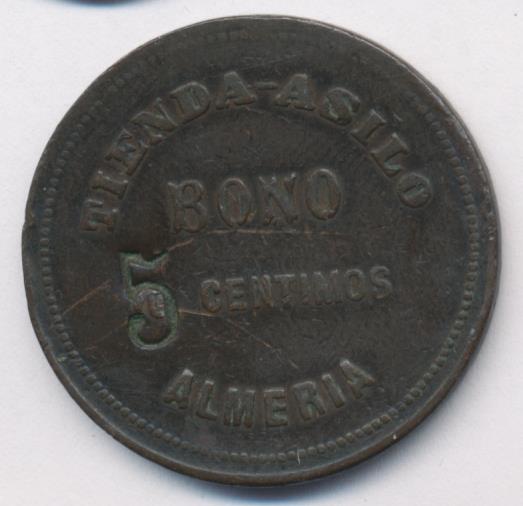 TIENDA-ASILO
BONO
5 CENTIMOS
ALMERIA